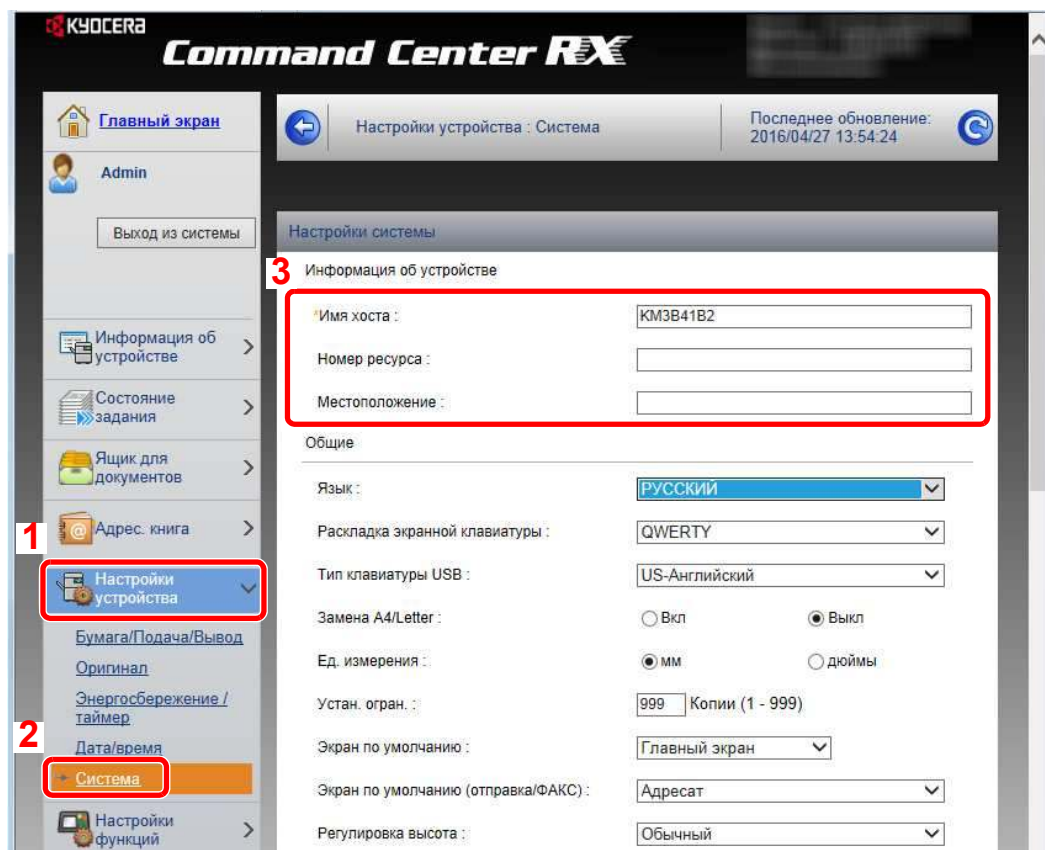 KYOCERA
Command Center RX
Главный экран
Admin
Выход из системы
Настройки устройства : Система
Последнее обновление:
2016/04/27 13:54:24
Информация об
устройстве
Состояние
задания
Ящик для
документов
1
Адрес. книга
Настройки
устройства
Бумага/Подача/Вывод
Оригинал
Энергосбережение /
таймер
2
Дата/время
Система
Настройки
функций
Настройки системы
3
Информация об устройстве
*Имя хоста : KM3B41B2
Номер ресурса :
Местоположение :
Общие
Язык : РУССКИЙ
Раскладка экранной клавиатуры : QWERTY
Тип клавиатуры USB : US-Английский
Замена A4/Letter : Вкл Выкл
Ед. измерения : мм дюймы
Устан. огран. : 999 Копии (1 - 999)
Экран по умолчанию : Главный экран
Экран по умолчанию (отправка/ФАКС) : Адресат
Регулировка высота : Обычный